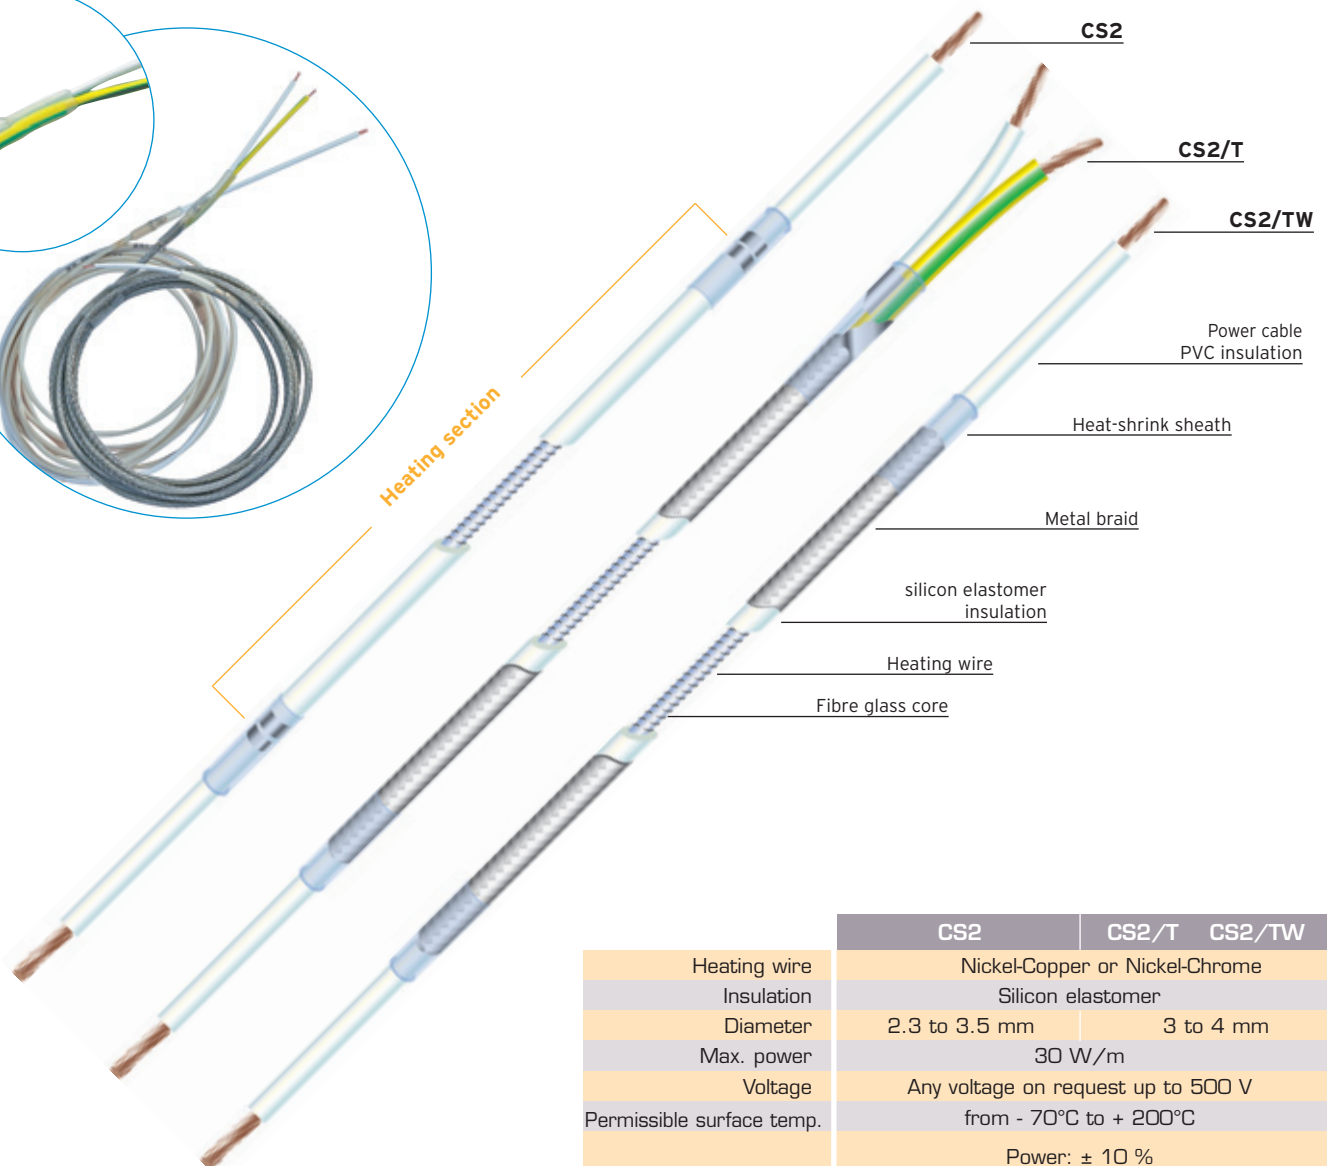 CS2
CS2/T
CS2/TW
Power cable
PVC insulation
Heat-shrink sheath
Metal braid
silicon elastomer
insulation
Heating wire
Fibre glass core
Heating section
CS2 CS2/T CS2/TW
Heating wire Nickel-Copper or Nickel-Chrome
Insulation Silicon elastomer
Diameter 2.3 to 3.5 mm 3 to 4 mm
Max. power 30 W/m
Voltage Any voltage on request up to 500 V
Permissible surface temp. from - 70°C to + 200°C
Power: ± 10 %